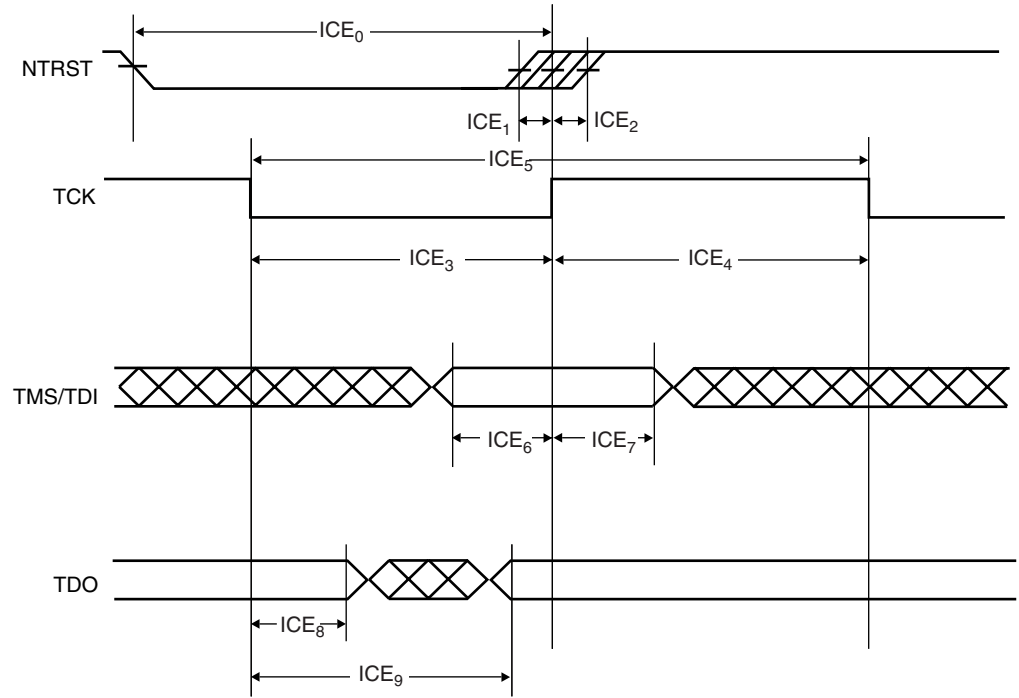 ICE0
NTRST
ICE1
ICE2
ICE5
TCK
ICE3
ICE4
TMS/TDI
ICE6
ICE7
TDO
ICE8
ICE9